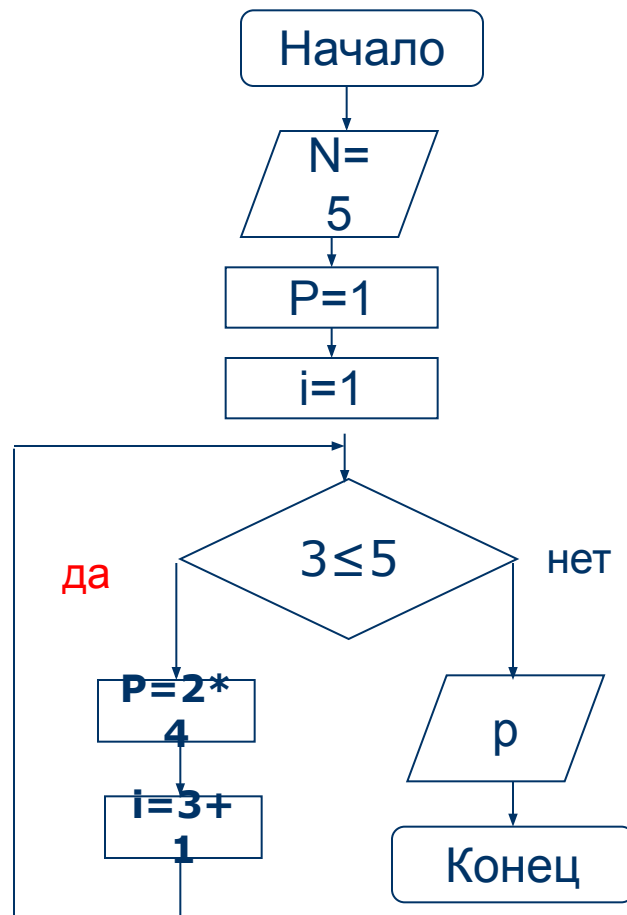 Начало
N=
5
P=1
i=1
3≤5
да
нет
P=2*
4
p
i=3+
1
Конец